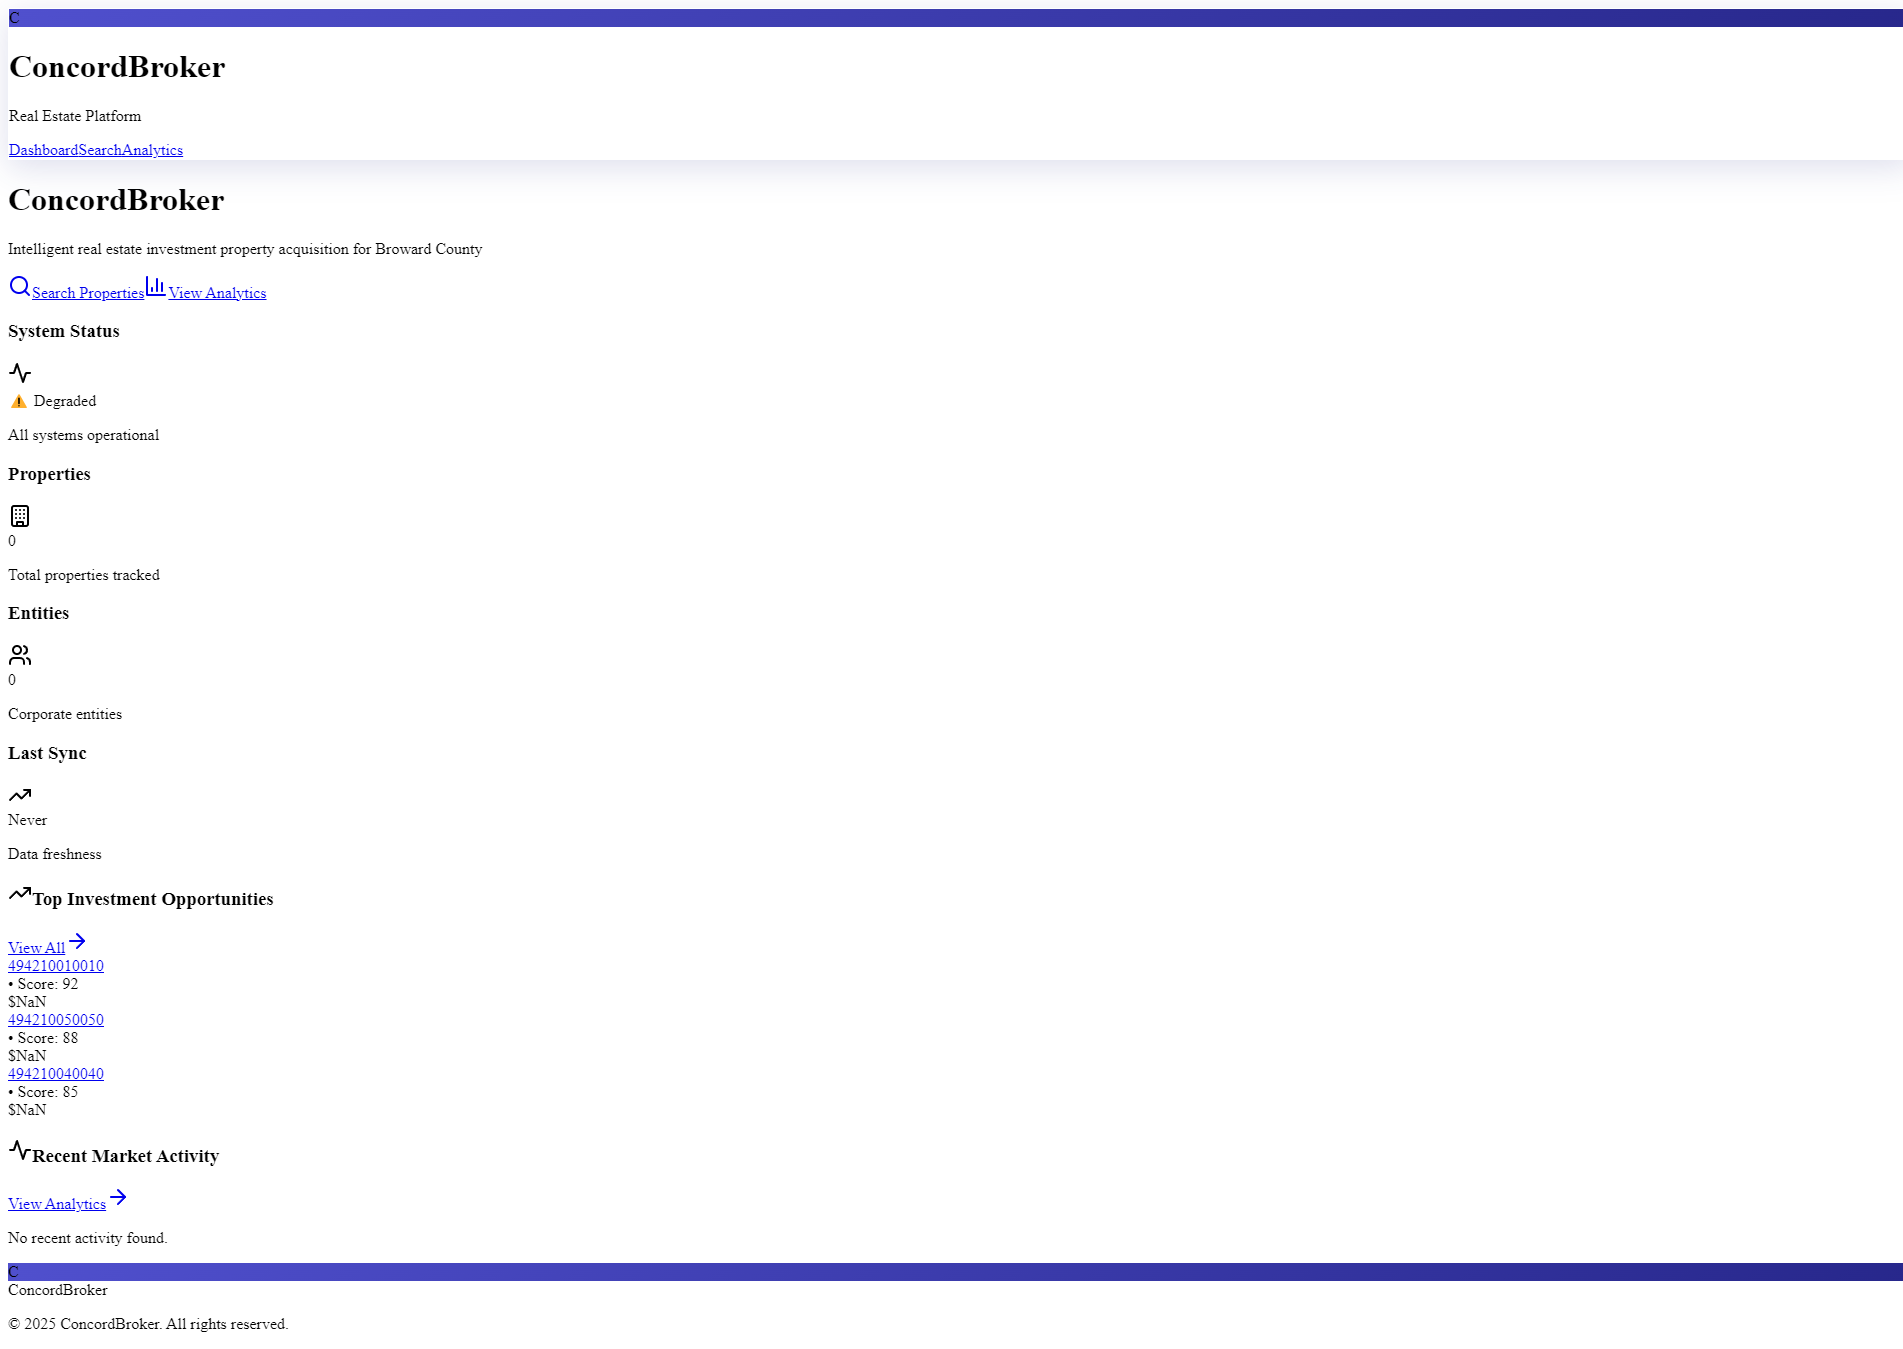 C
ConcordBroker
Real Estate Platform
DashboardSearchAnalytics
ConcordBroker
Intelligent real estate investment property acquisition for Broward County
Search Properties View Analytics
System Status
⚠️ Degraded
All systems operational
Properties
0
Total properties tracked
Entities
0
Corporate entities
Last Sync
Never
Data freshness
Top Investment Opportunities
View All
494210010010
• Score: 92
$NaN
494210050050
• Score: 88
$NaN
494210040040
• Score: 85
$NaN
Recent Market Activity
View Analytics
No recent activity found.
C
ConcordBroker
© 2025 ConcordBroker. All rights reserved.